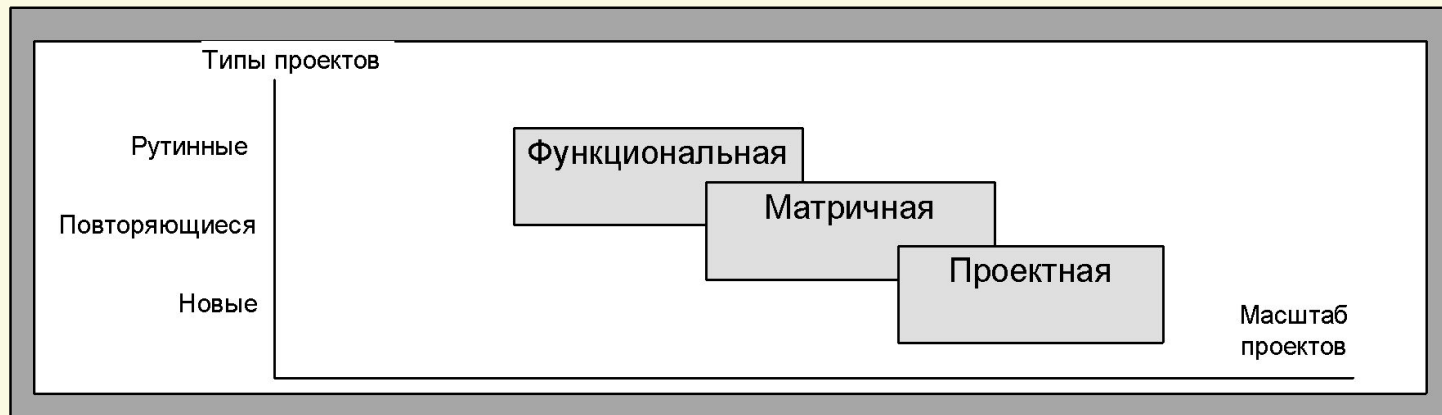 Типы проектов
Рутинные
Функциональная
Матричная
Повторяющиеся
Проектная
Новые
Масштаб
проектов